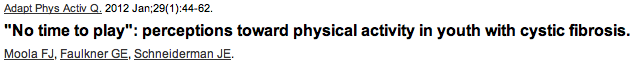 Adapt Phys Activ Q. 2012 Jan;29(1):44-62.
"No time to play": perceptions toward physical activity in youth with cystic fibrosis.
Moola FJ, Faulkner GE, Schneiderman JE.